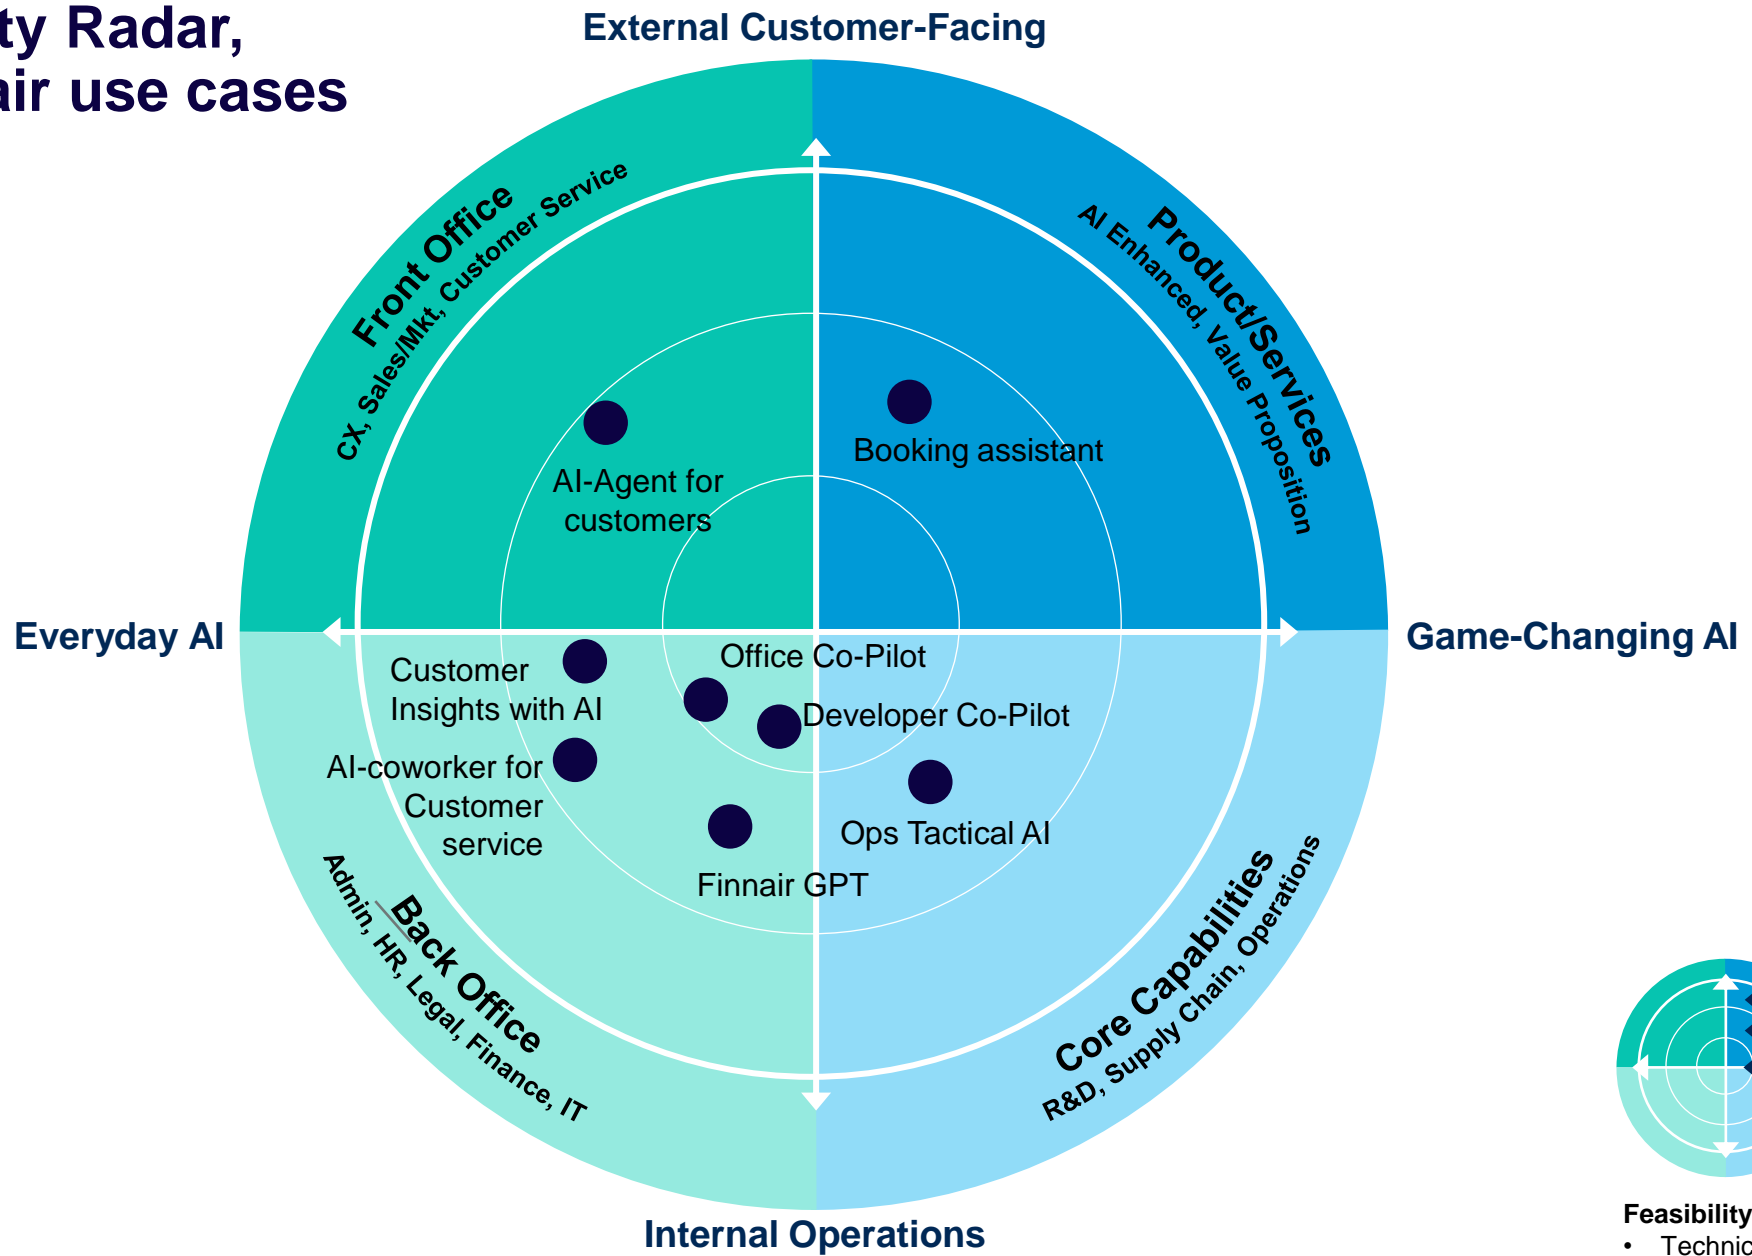 ty Radar,
air use cases
External Customer-Facing
Front Office
CX, Sales/Mkt, Customer Service
Product/Services
AI Enhanced, Value Proposition
AI-Agent for
customers
Booking assistant
Everyday AI
Game-Changing AI
Customer
Insights with AI
Office Co-Pilot
Developer Co-Pilot
AI-coworker for
Customer
service
Ops Tactical AI
Finnair GPT
Back Office
Admin, HR, Legal, Finance, IT
Core Capabilities
R&D, Supply Chain, Operations
Internal Operations
Feasibility
• Technic